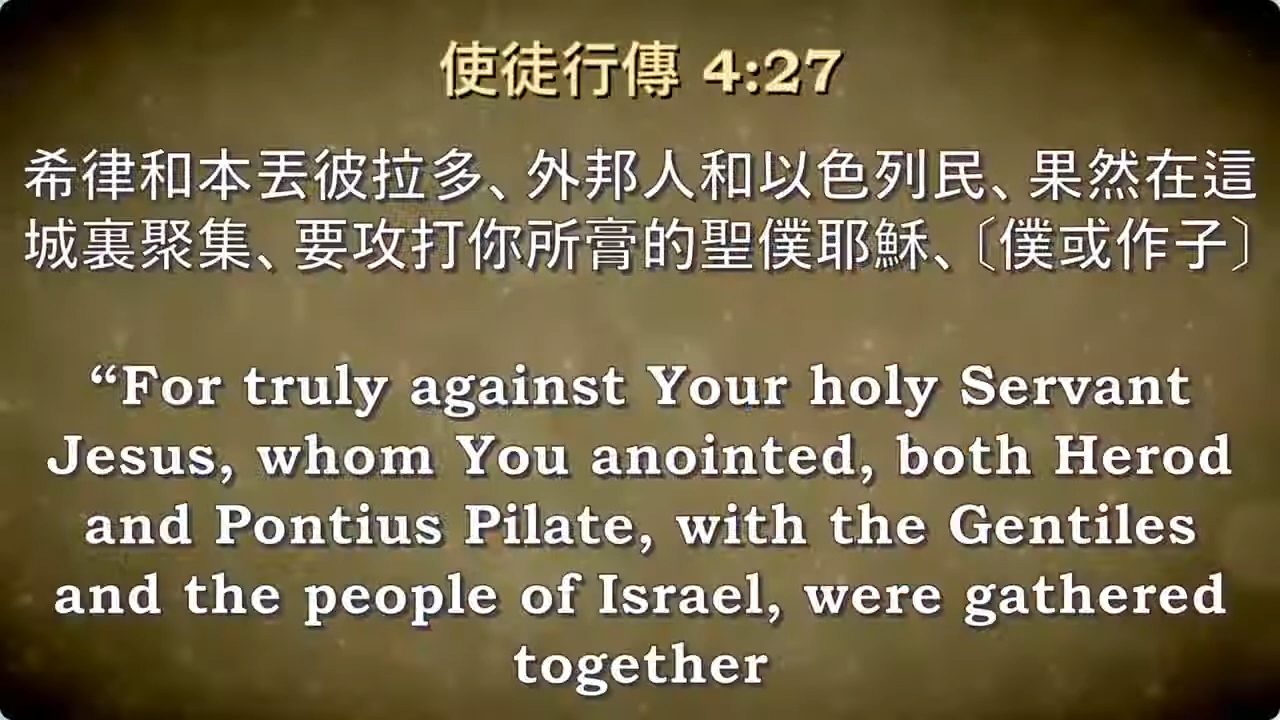 使徒行傳 4:27
希律和本丟彼拉多、外邦人和以色列民、果然在這
城裏聚集、要攻打你所膏的聖僕耶穌、〔僕或作子〕
“For truly against Your holy Servant
Jesus, whom You anointed, both Herod
and Pontius Pilate, with the Gentiles
and the people of Israel, were gathered
together